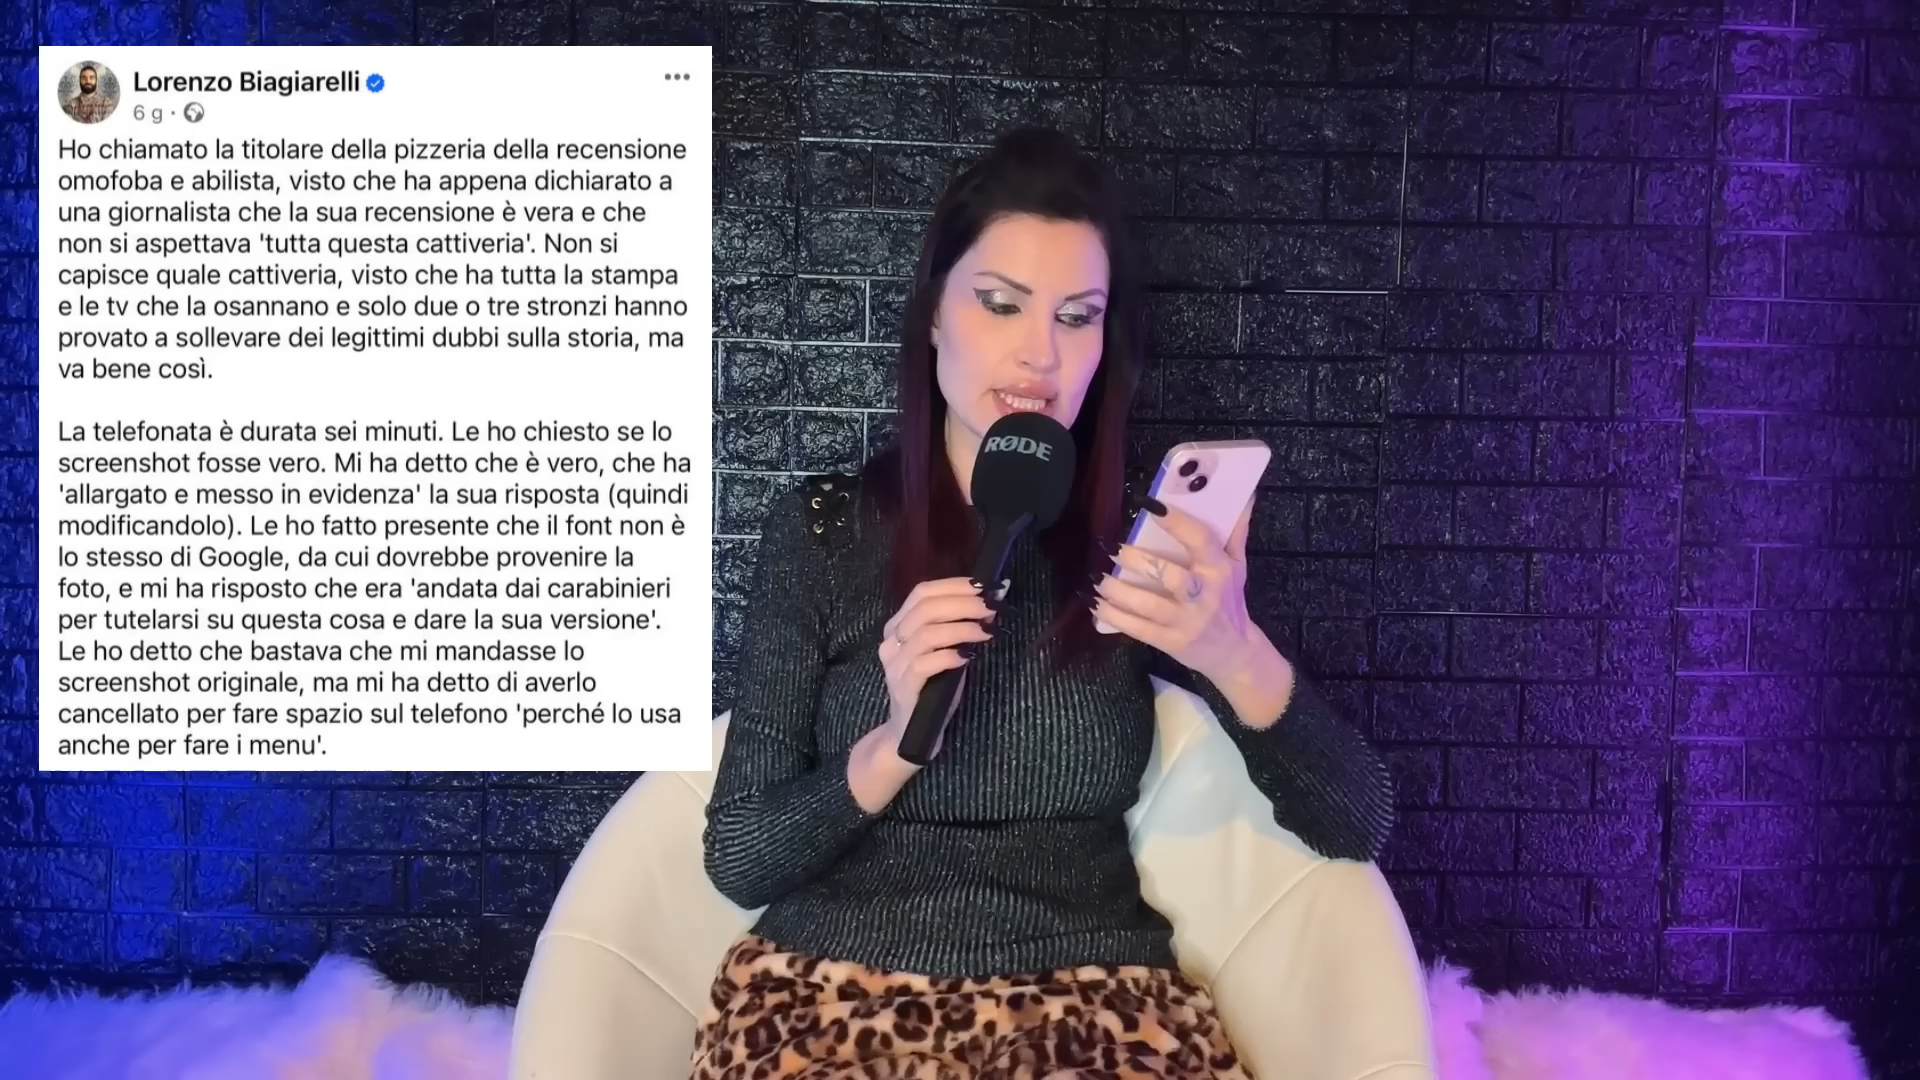 Lorenzo Biagiarelli
6 g ·
Ho chiamato la titolare della pizzeria della recensione
omofoba e abilista, visto che ha appena dichiarato a
una giornalista che la sua recensione è vera e che
non si aspettava 'tutta questa cattiveria'. Non si
capisce quale cattiveria, visto che ha tutta la stampa
e le tv che la osannano e solo due o tre stronzi hanno
provato a sollevare dei legittimi dubbi sulla storia, ma
va bene così.
La telefonata è durata sei minuti. Le ho chiesto se lo
screenshot fosse vero. Mi ha detto che è vero, che ha
'allargato e messo in evidenza' la sua risposta (quindi
modificandolo). Le ho fatto presente che il font non è
lo stesso di Google, da cui dovrebbe provenire la
foto, e mi ha risposto che era 'andata dai carabinieri
per tutelarsi su questa cosa e dare la sua versione'.
Le ho detto che bastava che mi mandasse lo
screenshot originale, ma mi ha detto di averlo
cancellato per fare spazio sul telefono 'perché lo usa
anche per fare i menu'.
RØDE